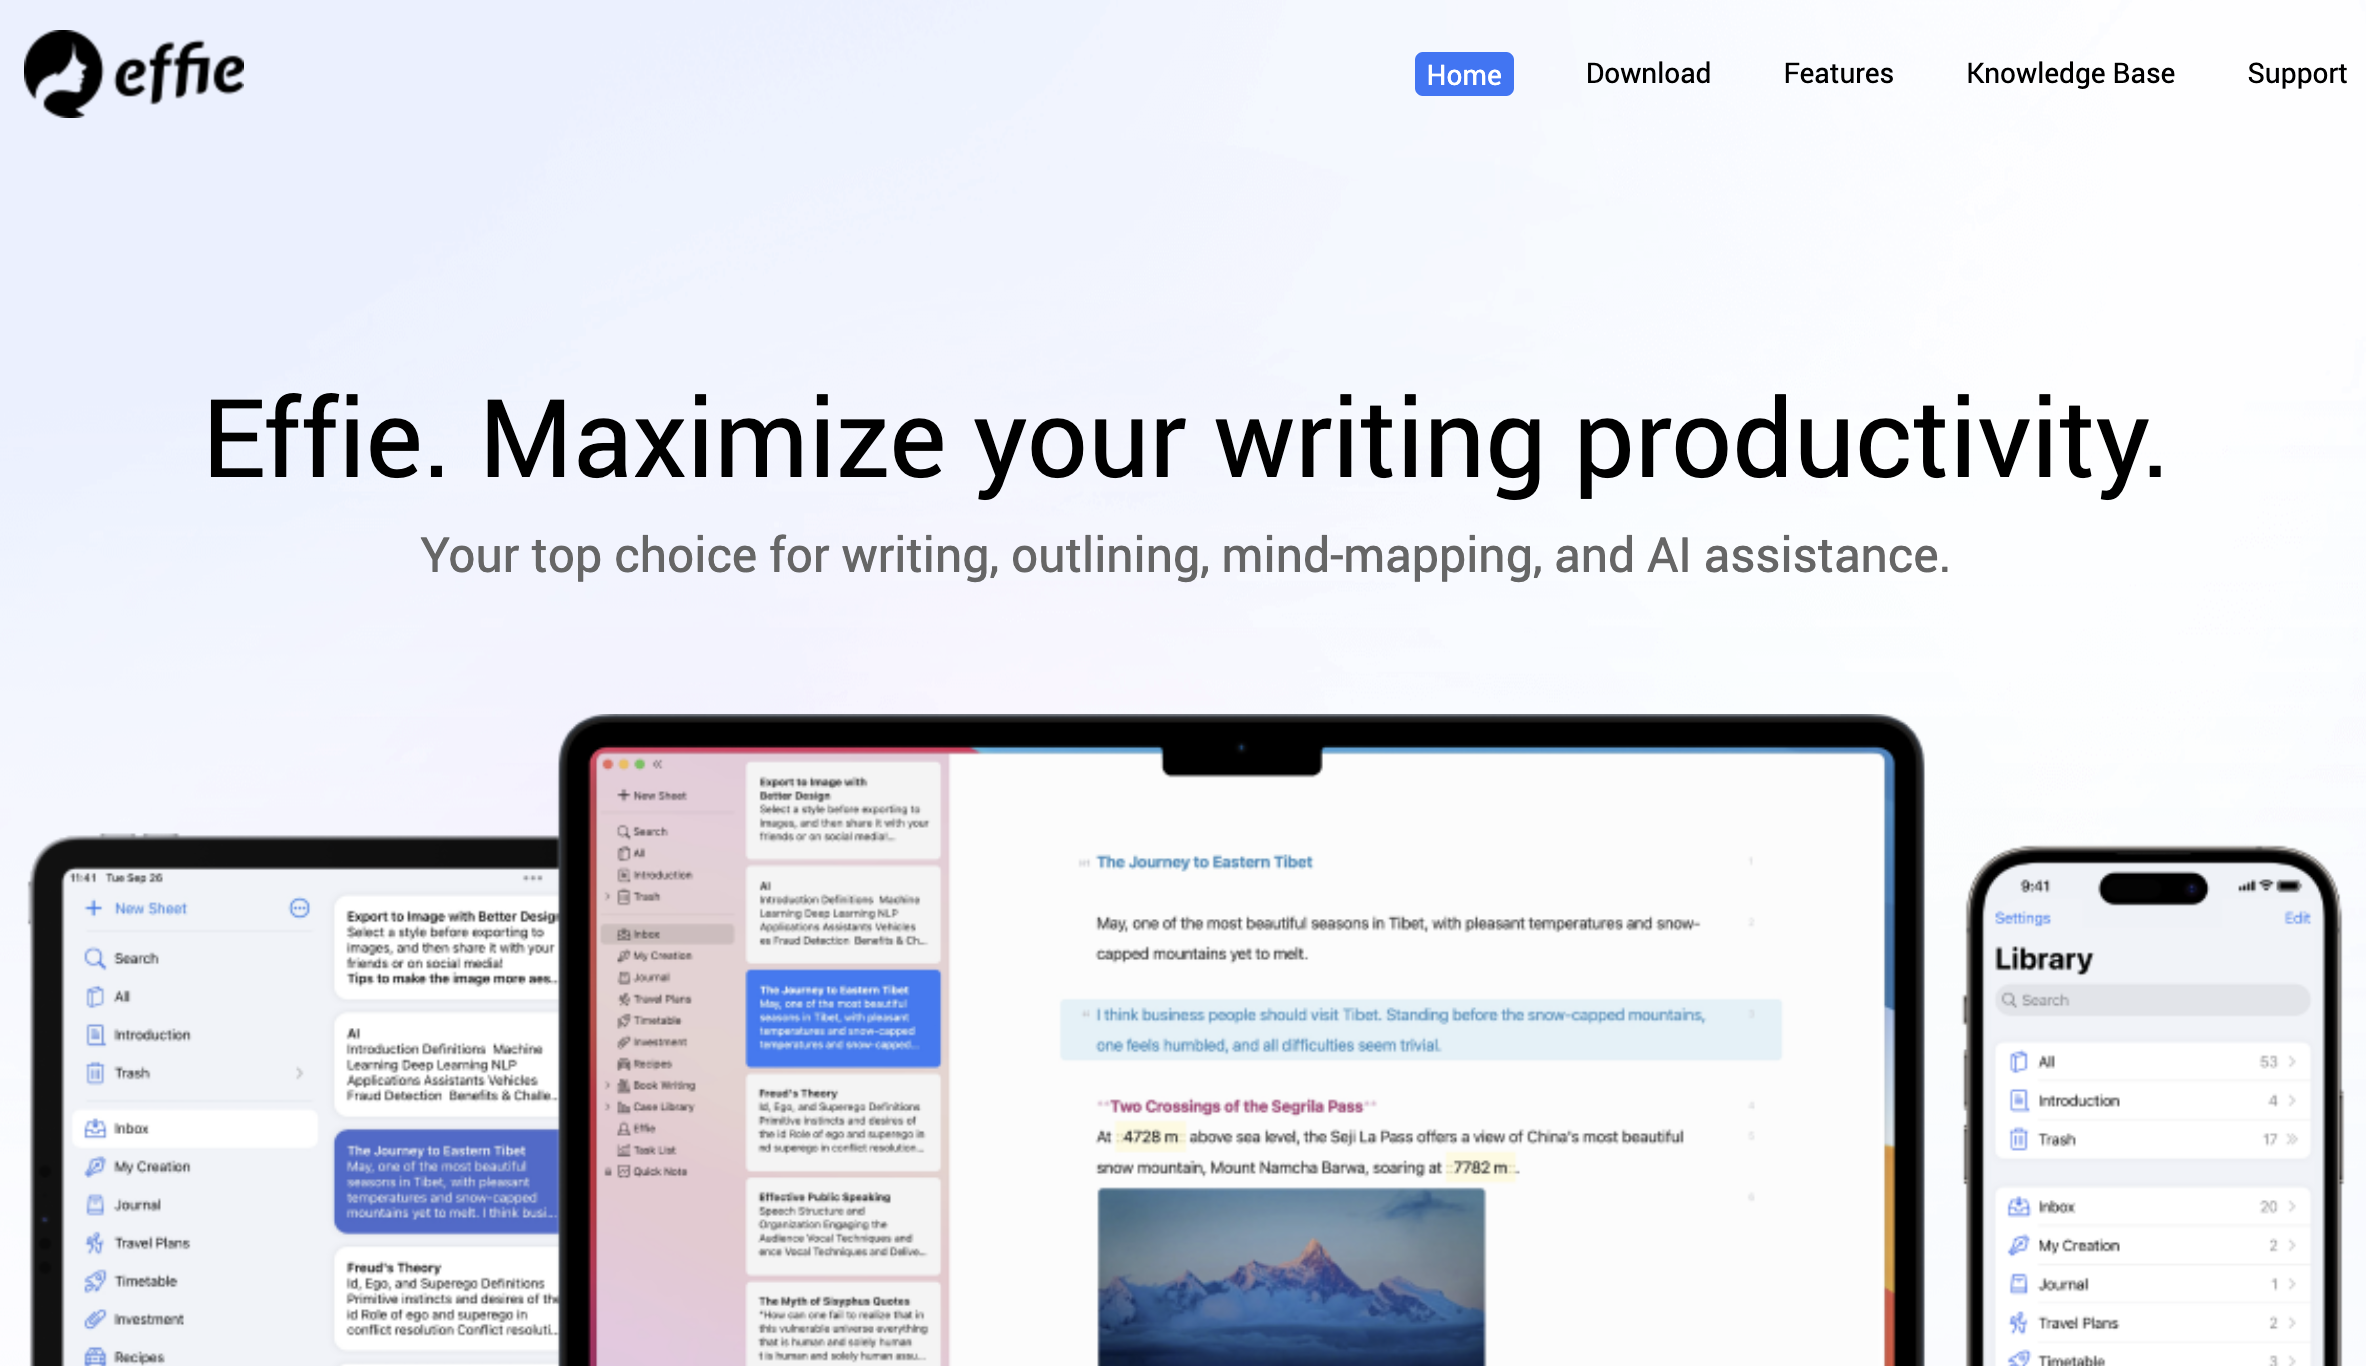 effie
Home
Download
Features
Knowledge Base
Support
Effie. Maximize your writing productivity.
Your top choice for writing, outlining, mind-mapping, and AI assistance.
11:41 Tue Sep 26
New Sheet
Search
All
Introduction
Trash
Inbox
My Creation
Journal
Travel Plans
Timetable
Investment
Recipes
Export to Image with Better Design
Select a style before exporting to
images, and then share it with your
friends or on social media!
Tips to make the image more aes...
AI
Introduction Definitions Machine
Learning Deep Learning NLP
Applications Assistants Vehicles
Fraud Detection Benefits & Challe...
The Journey to Eastern Tibet
May, one of the most beautiful
seasons in Tibet, with pleasant
temperatures and snow-capped
mountains yet to melt. I think busi...
Freud's Theory
Id, Ego, and Superego Definitions
Primitive instincts and desires of the
id Role of ego and superego in
conflict resolution Conflict resoluti...
New Sheet
Search
All
Introduction
Trash
Inbox
My Creation
Journal
Travel Plans
Timetable
Investment
Recipes
Book Writing
Case Library
Effie
Task List
Quick Note
Export to Image with
Better Design
Select a style before exporting to
images, and then share it with your
friends or on social media!...
AI
Introduction Definitions Machine
Learning Deep Learning NLP
Applications Assistants Vehicles
es Fraud Detection Benefits & Ch...
The Journey to Eastern Tibet
May, one of the most beautiful
seasons in Tibet, with pleasant
temperatures and snow-capped
temperatures and snow-capped...
Freud's Theory
Id, Ego, and Superego Definitions
Primitive instincts and desires of
the id Role of ego and superego in
nd superego in conflict resolution...
Effective Public Speaking
Speech Structure and
Organization Engaging the
Audience Vocal Techniques and
ence Vocal Techniques and Delive...
The Myth of Sisyphus Quotes
"How can one fail to realize that in
this vulnerable universe everything
that is human and solely human
t is human and solely human assu...
The Journey to Eastern Tibet
May, one of the most beautiful seasons in Tibet, with pleasant temperatures and snow-
capped mountains yet to melt.
I think business people should visit Tibet. Standing before the snow-capped mountains,
one feels humbled, and all difficulties seem trivial.
**Two Crossings of the Segrila Pass**
At ::4728 m:: above sea level, the Seji La Pass offers a view of China's most beautiful
snow mountain, Mount Namcha Barwa, soaring at ::7782 m::.
9:41
Settings
Edit
Library
Search
All 53
Introduction 4
Trash 17
Inbox 20
My Creation 2
Journal 1
Travel Plans 2
Timetable 3